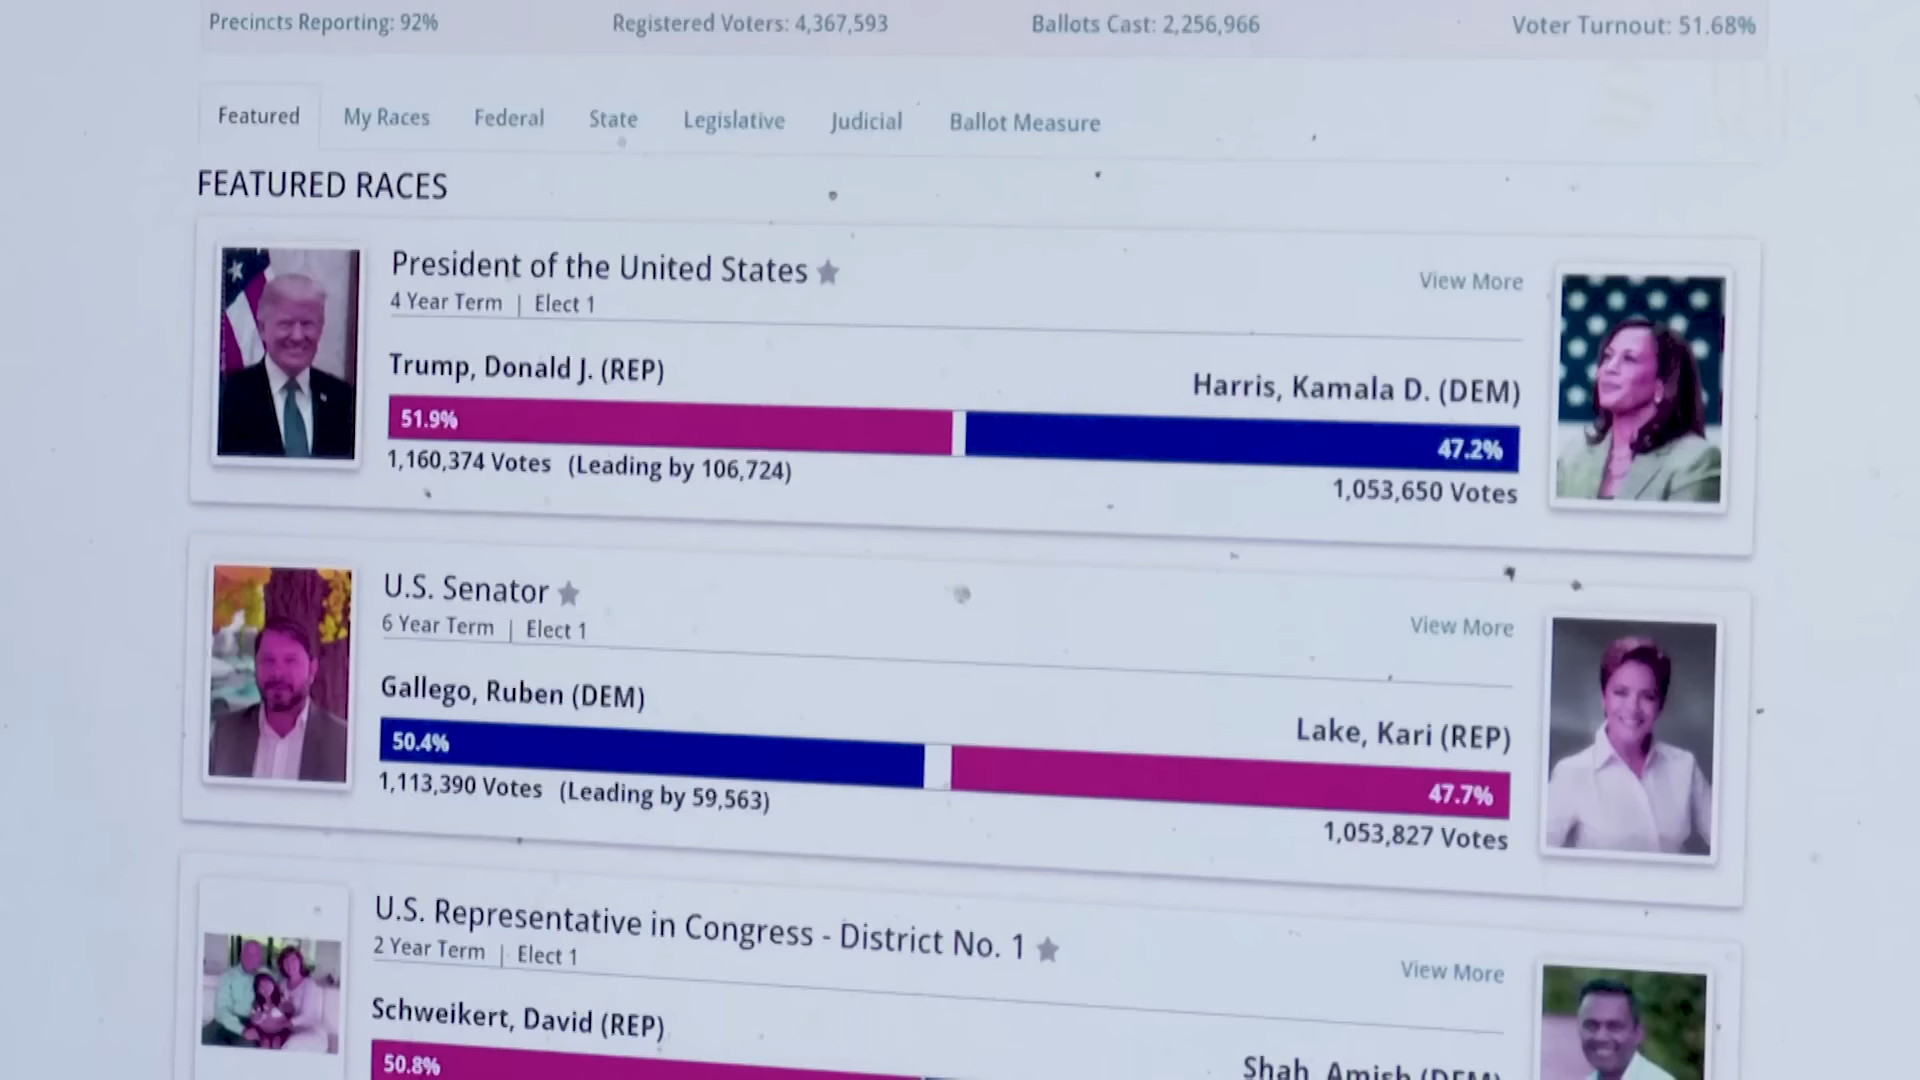 Precincts Reporting: 92% Registered Voters: 4,367,593 Ballots Cast: 2,256,966 Voter Turnout: 51.68%
Featured My Races Federal State Legislative Judicial Ballot Measure
FEATURED RACES
President of the United States
View More
4 Year Term | Elect 1
Trump, Donald J. (REP)
Harris, Kamala D. (DEM)
51.9%
47.2%
1,160,374 Votes (Leading by 106,724)
1,053,650 Votes
U.S. Senator
View More
6 Year Term | Elect 1
Gallego, Ruben (DEM)
Lake, Kari (REP)
50.4%
47.7%
1,113,390 Votes (Leading by 59,563)
1,053,827 Votes
U.S. Representative in Congress - District No. 1
View More
2 Year Term | Elect 1
Schweikert, David (REP)
Shah, Amish (DEM)
50.8%